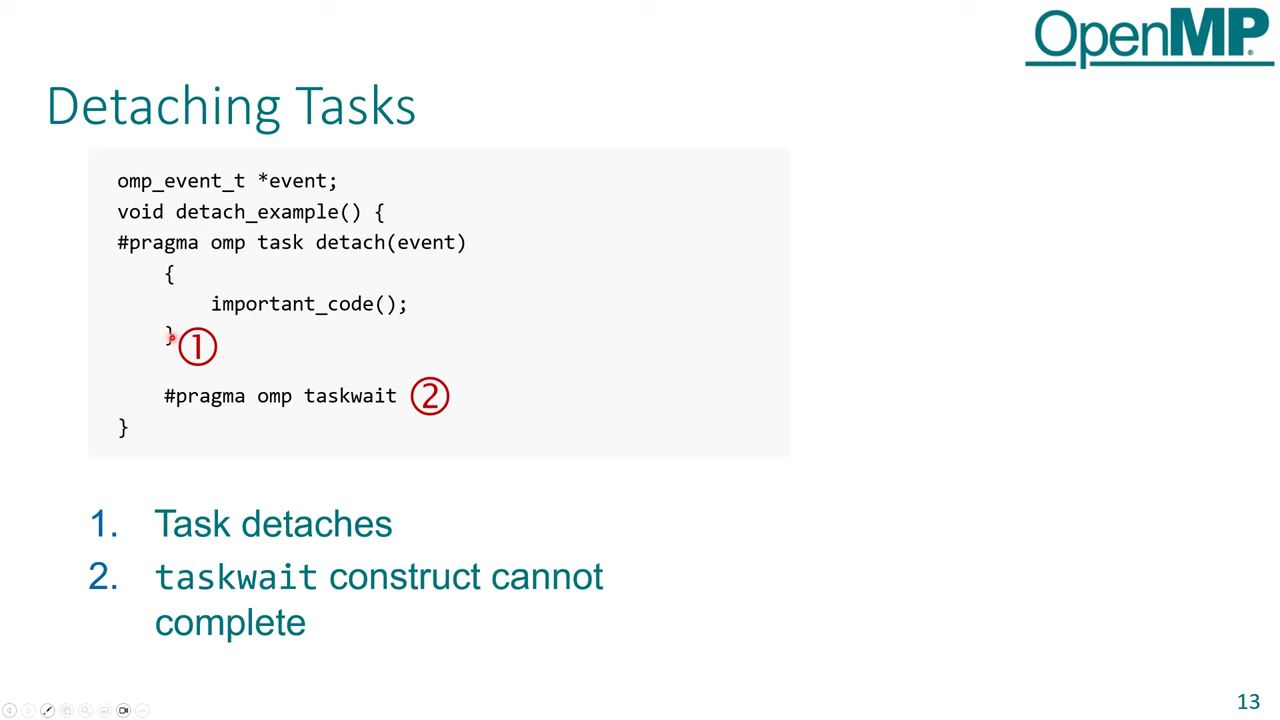 OpenMP®
Detaching Tasks
omp_event_t *event;
void detach_example() {
#pragma omp task detach(event)
{
important_code();
}①
#pragma omp taskwait ②
}
1. Task detaches
2. taskwait construct cannot
complete
13